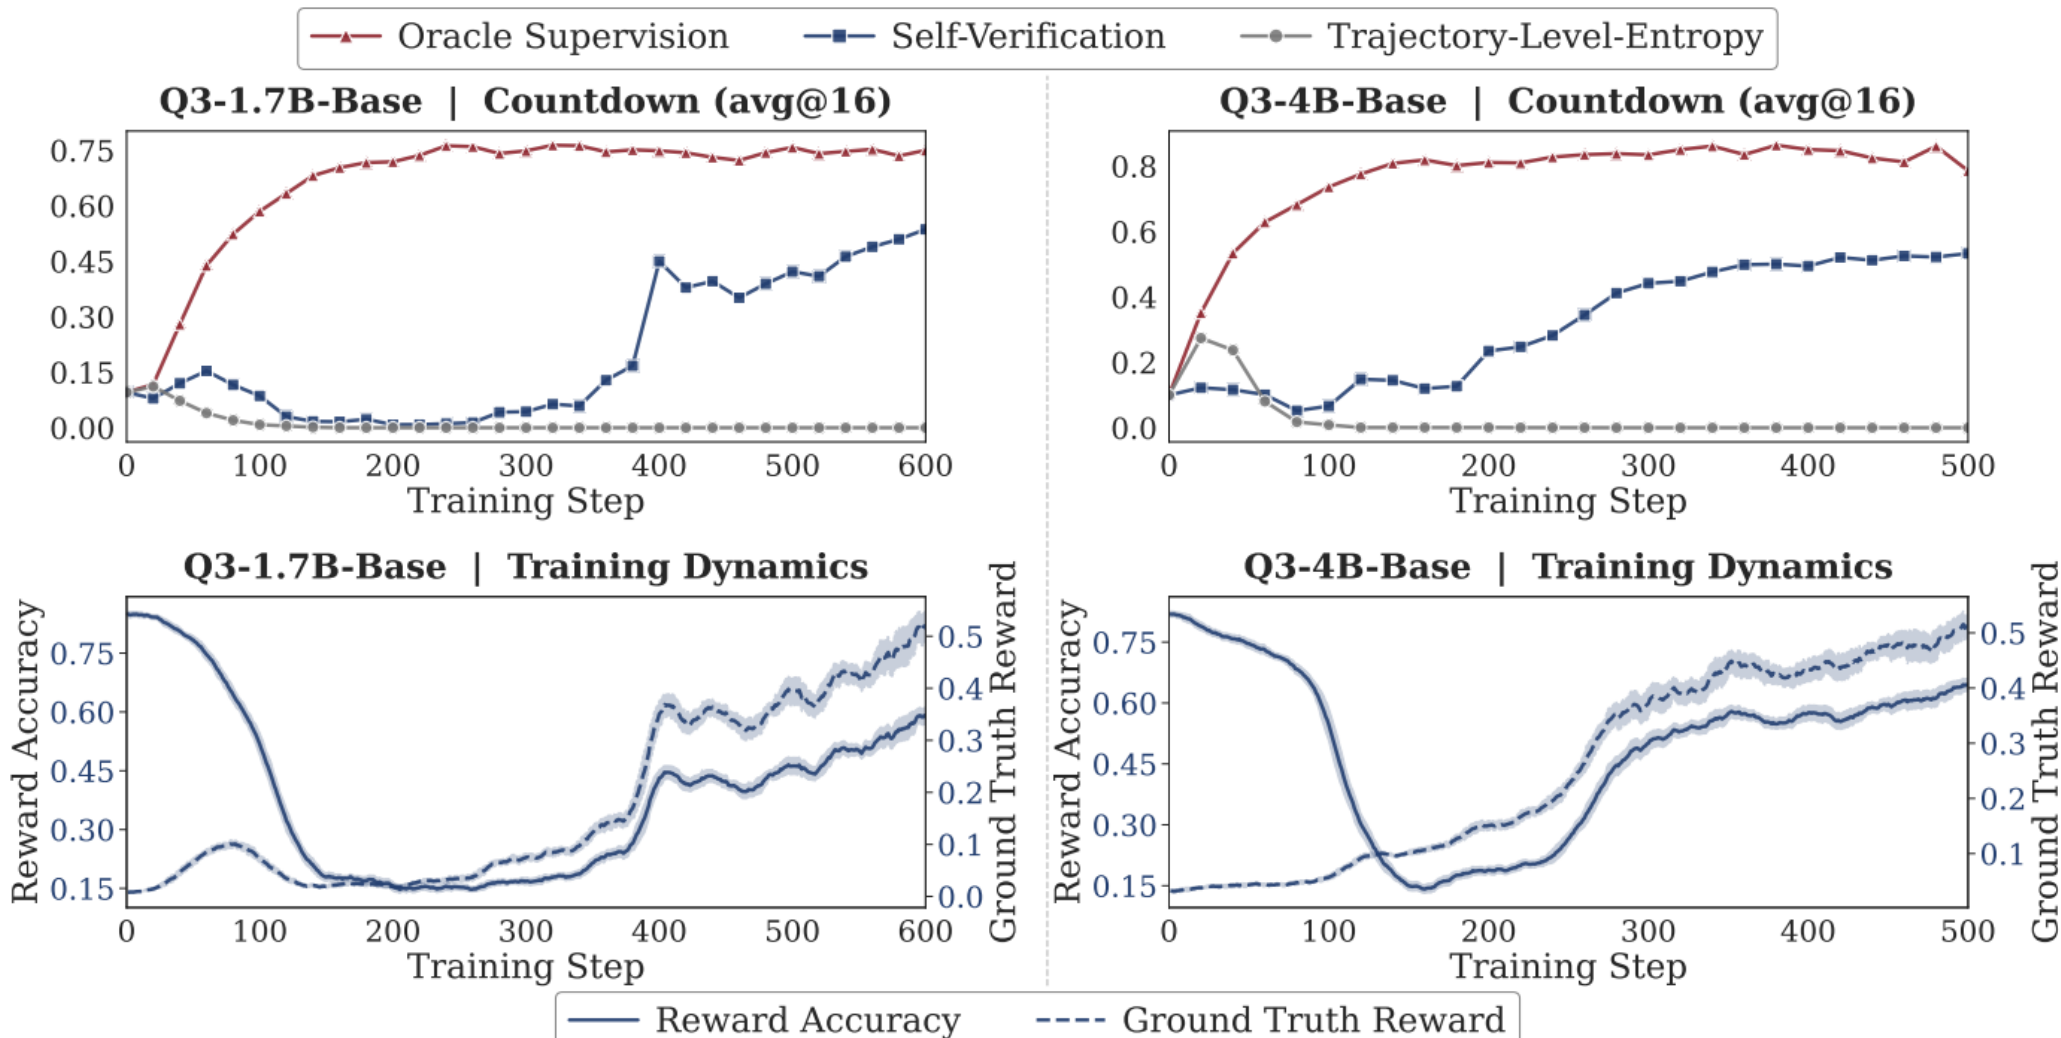 Oracle Supervision Self-Verification Trajectory-Level-Entropy
Q3-1.7B-Base | Countdown (avg@16)
0.75
0.60
0.45
0.30
0.15
0.00
0 100 200 300 400 500 600
Training Step
Q3-4B-Base | Countdown (avg@16)
0.8
0.6
0.4
0.2
0.0
0 100 200 300 400 500
Training Step
Q3-1.7B-Base | Training Dynamics
Reward Accuracy
0.75
0.60
0.45
0.30
0.15
0.5
0.4
0.3
0.2
0.1
0.0
Ground Truth Reward
0 100 200 300 400 500 600
Training Step
Q3-4B-Base | Training Dynamics
Reward Accuracy
0.75
0.60
0.45
0.30
0.15
0.5
0.4
0.3
0.2
0.1
Ground Truth Reward
0 100 200 300 400 500
Training Step
Reward Accuracy Ground Truth Reward